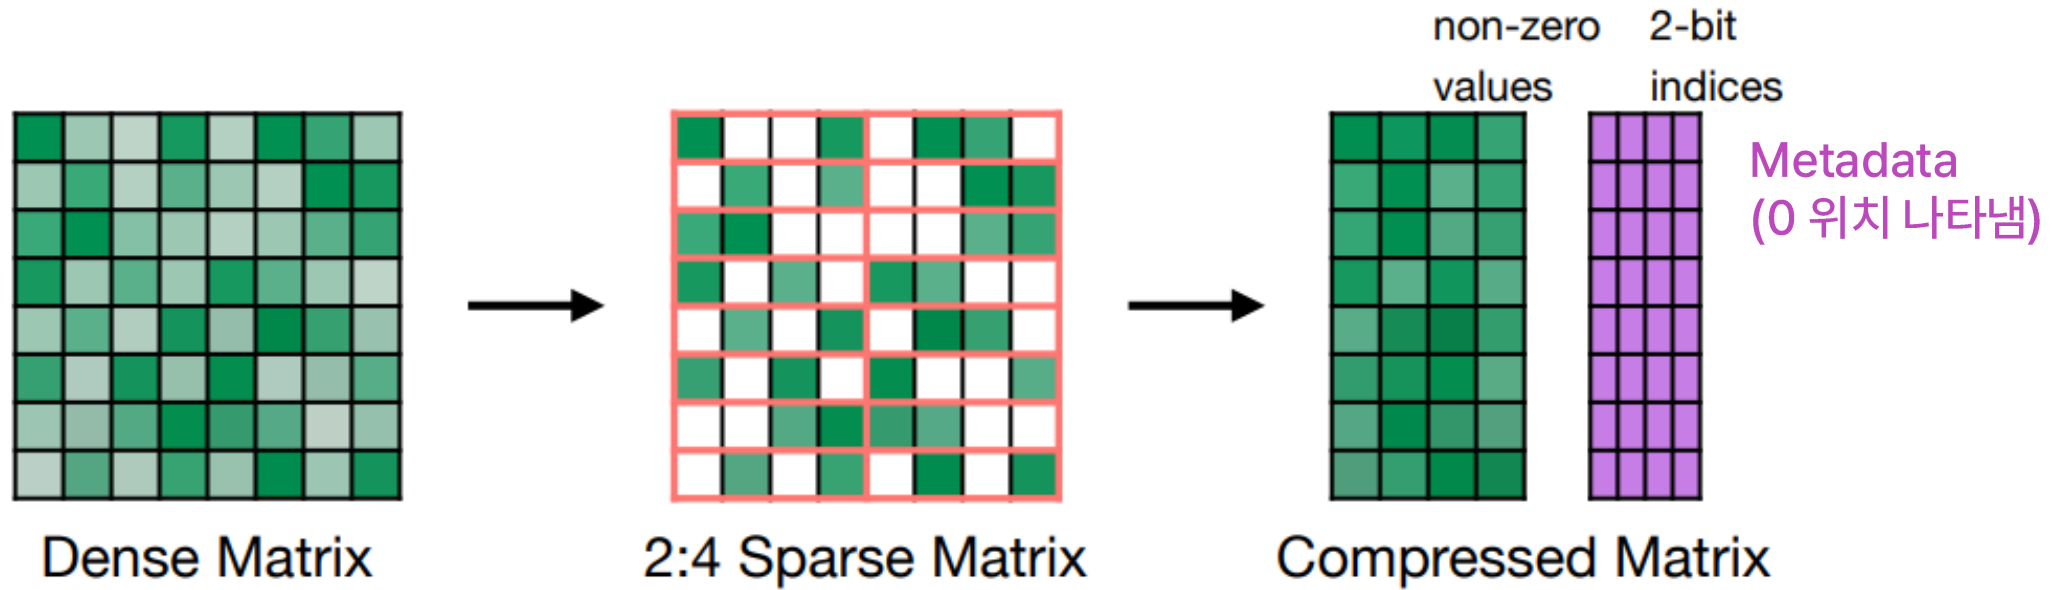 non-zero
values
2-bit
indices
Metadata
(0 위치 나타냄)
Dense Matrix
2:4 Sparse Matrix
Compressed Matrix